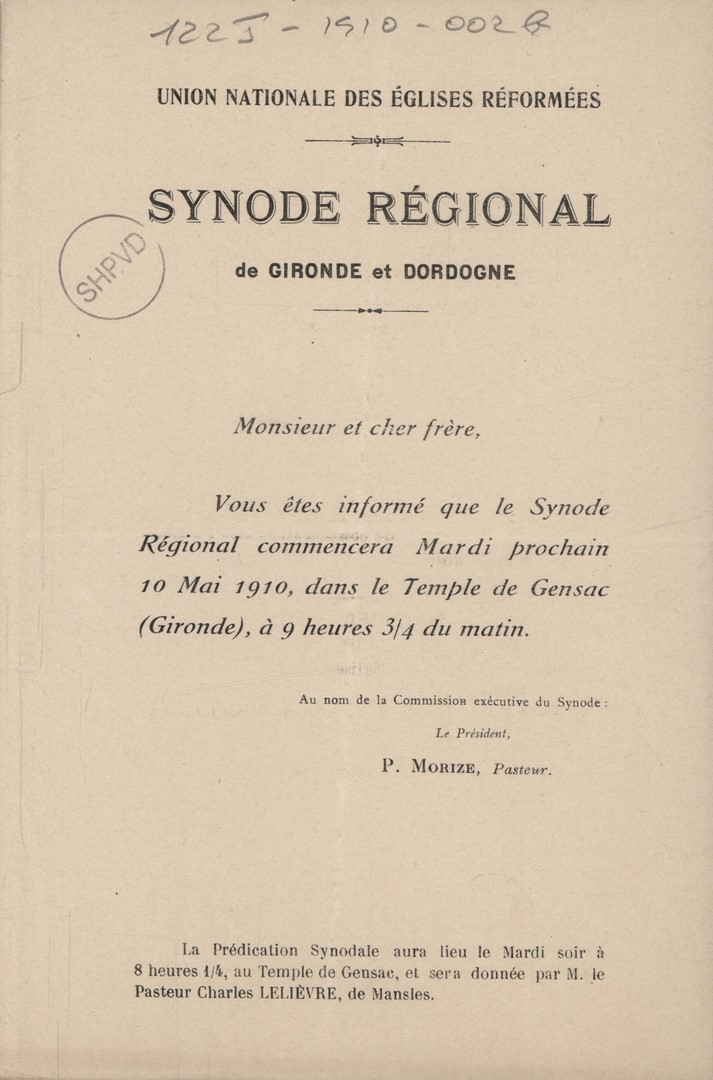 122J - 1910 - 002B
UNION NATIONALE DES ÉGLISES RÉFORMÉES
SYNODE RÉGIONAL
SHPVD
de GIRONDE et DORDOGNE
Monsieur et cher frère,
Vous êtes informé que le Synode
Régional commencera Mardi prochain
10 Mai 1910, dans le Temple de Gensac
(Gironde), à 9 heures 3/4 du matin.
Au nom de la Commission exécutive du Synode :
Le Président,
P. MORIZE, Pasteur.
La Prédication Synodale aura lieu le Mardi soir à
8 heures 1/4, au Temple de Gensac, et sera donnée par M. le
Pasteur Charles LELIÈVRE, de Mansles.